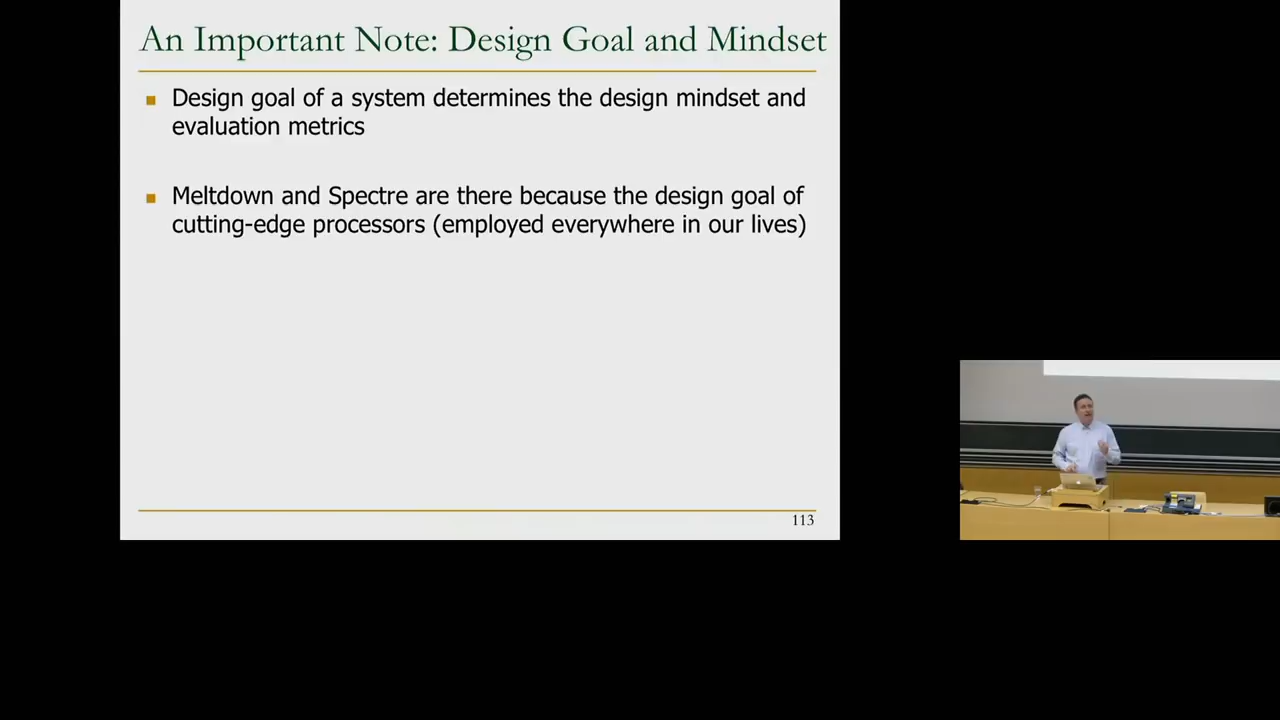 An Important Note: Design Goal and Mindset
Design goal of a system determines the design mindset and
evaluation metrics
Meltdown and Spectre are there because the design goal of
cutting-edge processors (employed everywhere in our lives)
113